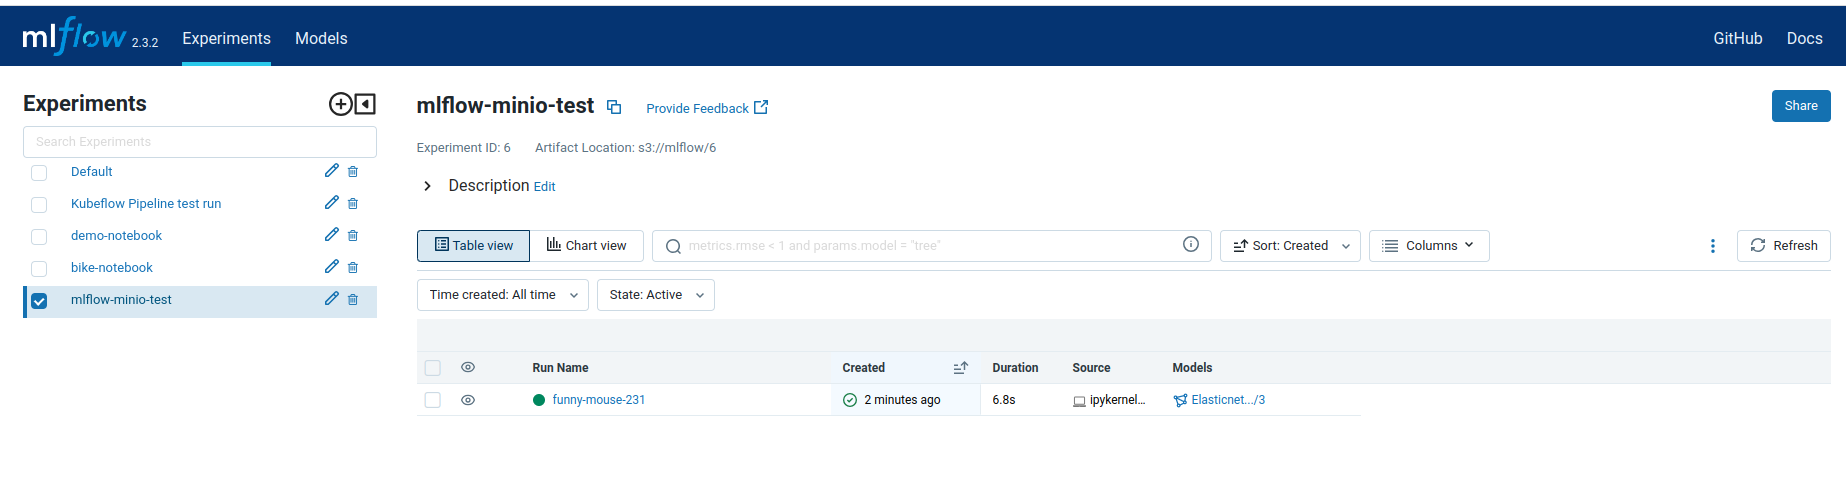 mlflow 2.3.2 Experiments Models GitHub Docs
Experiments
Search Experiments
Default
Kubeflow Pipeline test run
demo-notebook
bike-notebook
mlflow-minio-test
mlflow-minio-test Provide Feedback Share
Experiment ID: 6 Artifact Location: s3://mlflow/6
Description Edit
Table view Chart view metrics.rmse < 1 and params.model = "tree" Sort: Created Columns Refresh
Time created: All time State: Active
Run Name Created Duration Source Models
funny-mouse-231 2 minutes ago 6.8s ipykernel... Elasticnet.../3